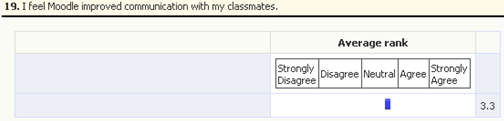 19. I feel Moodle improved communication with my classmates.
Average rank
Strongly Disagree Disagree Neutral Agree Strongly Agree
3.3